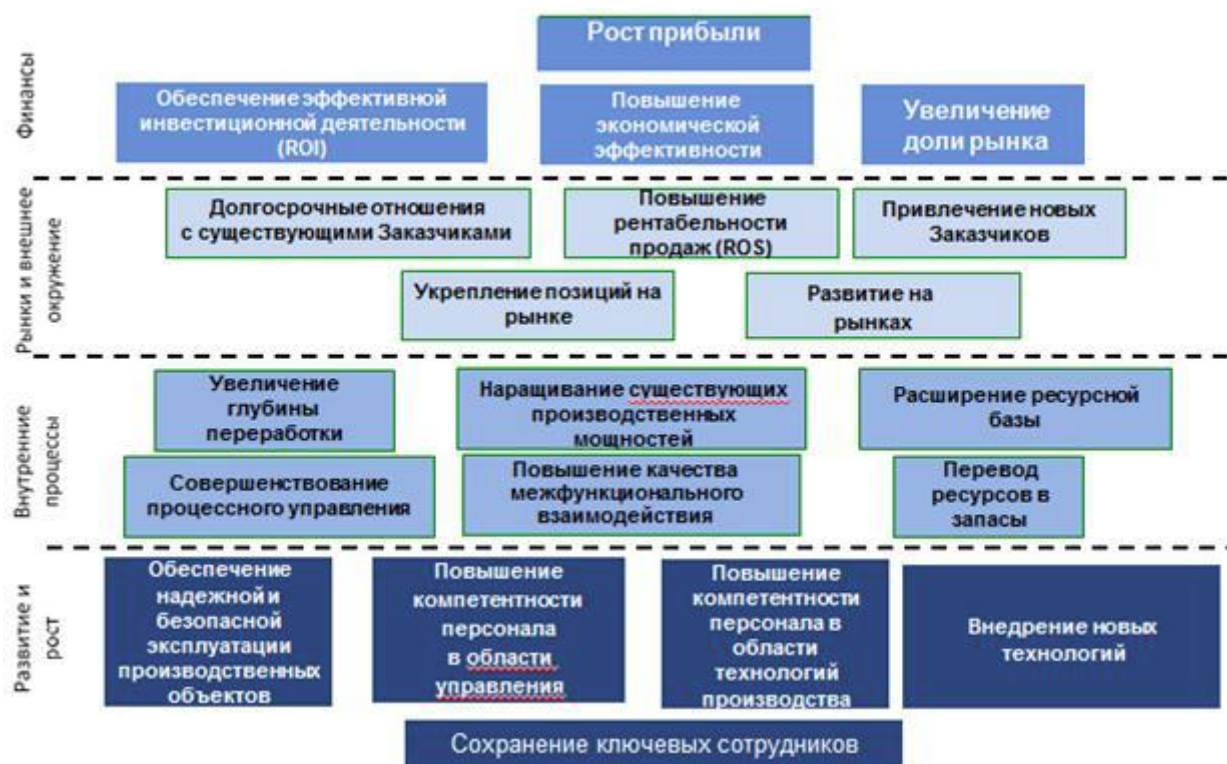 Финансы
Рост прибыли
Обеспечение эффективной
инвестиционной деятельности
(ROI)
Повышение
экономической
эффективности
Увеличение
доли рынка
Рынки и внешнее
окружение
Долгосрочные отношения
с существующими Заказчиками
Повышение
рентабельности
продаж (ROS)
Привлечение новых
Заказчиков
Укрепление позиций на
рынке
Развитие на
рынках
Внутренние
процессы
Увеличение
глубины
переработки
Наращивание существующих
производственных
мощностей
Расширение ресурсной
базы
Совершенствование
процессного управления
Повышение качества
межфункционального
взаимодействия
Перевод
ресурсов в
запасы
Развитие и
рост
Обеспечение
надежной и
безопасной
эксплуатации
производственных
объектов
Повышение
компетентности
персонала
в области
управления
Повышение
компетентности
персонала в
области
технологий
производства
Внедрение новых
технологий
Сохранение ключевых сотрудников